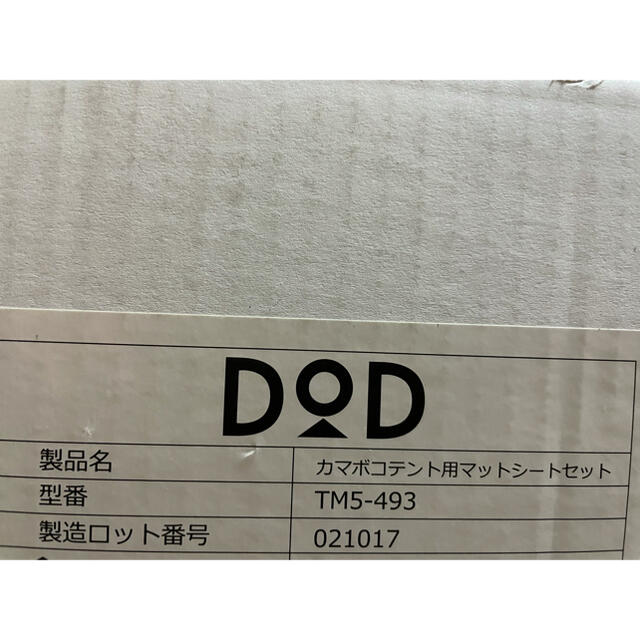 DOD
製品名 カマボコテント用マットシートセット
型番 TM5-493
製造ロット番号 021017